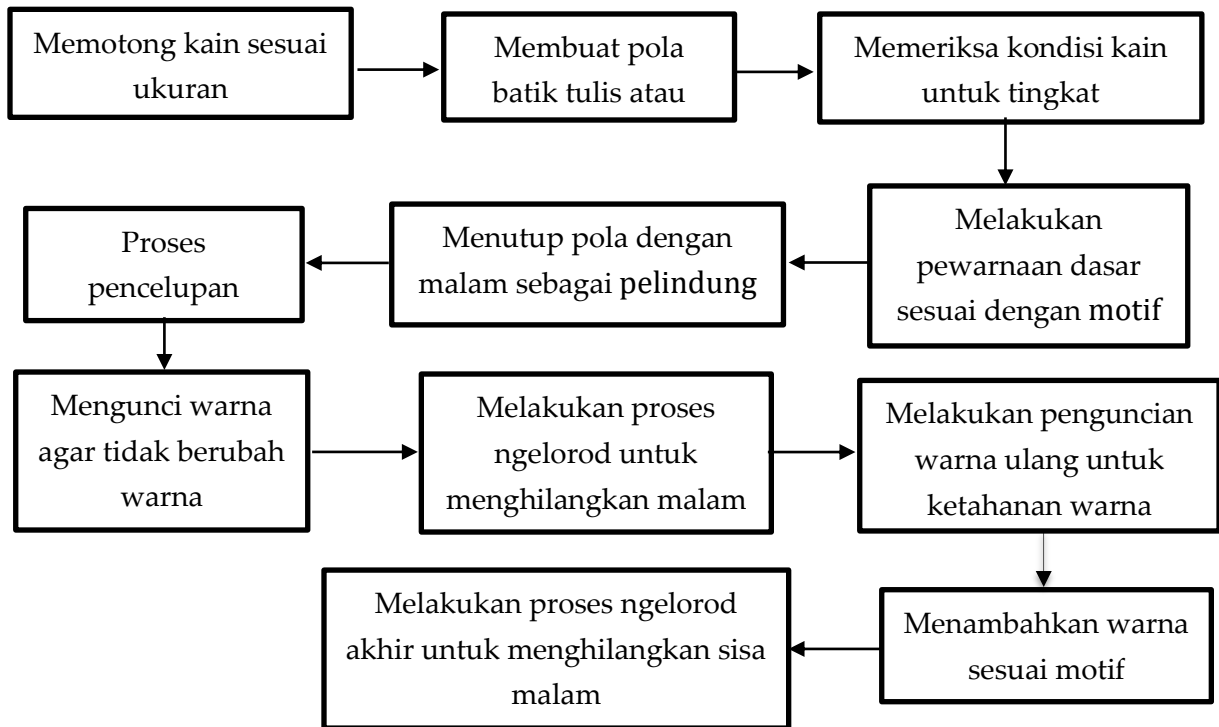 Memotong kain sesuai
ukuran
Membuat pola
batik tulis atau
Memeriksa kondisi kain
untuk tingkat
Melakukan
pewarnaan dasar
sesuai dengan motif
Menutup pola dengan
malam sebagai pelindung
Proses
pencelupan
Mengunci warna
agar tidak berubah
warna
Melakukan proses
ngelorod untuk
menghilangkan malam
Melakukan penguncian
warna ulang untuk
ketahanan warna
Menambahkan warna
sesuai motif
Melakukan proses ngelorod
akhir untuk menghilangkan sisa
malam